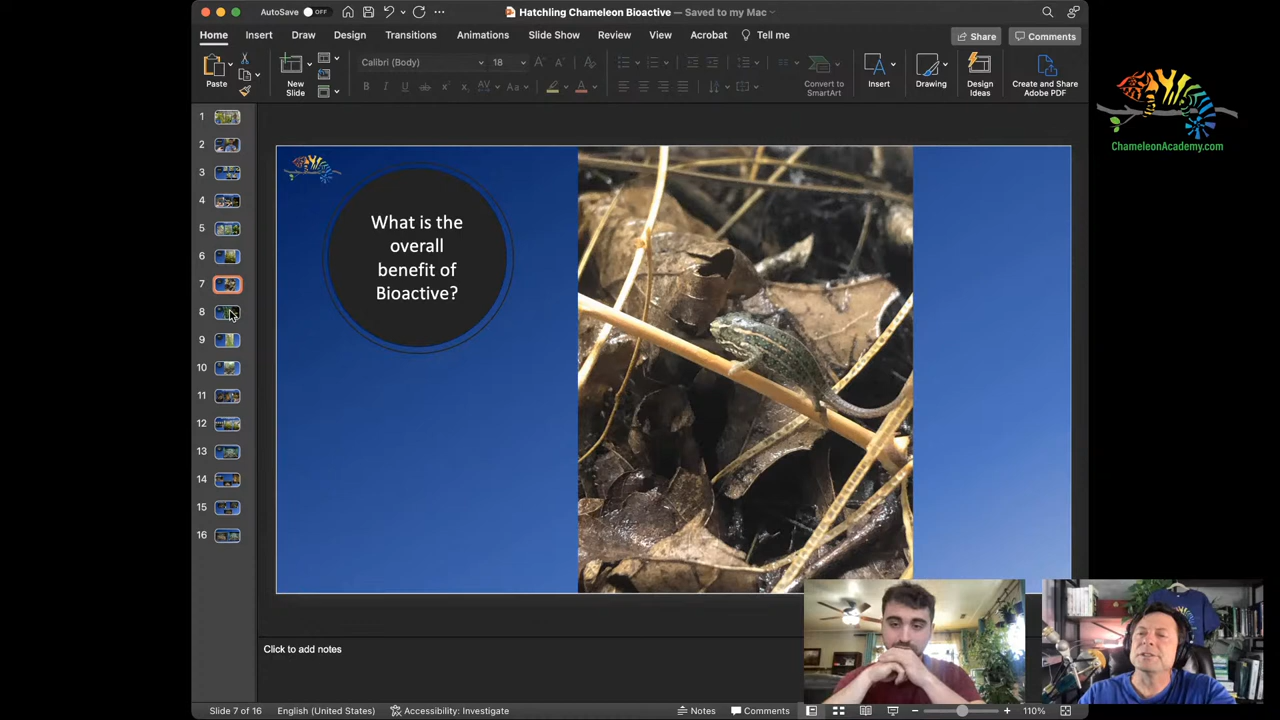 AutoSave OFF
Hatchling Chameleon Bioactive — Saved to my Mac
Home Insert Draw Design Transitions Animations Slide Show Review View Acrobat Tell me Share Comments
Paste
New Slide
Calibri (Body) 18
Convert to SmartArt
Insert
Drawing
Design Ideas
Create and Share Adobe PDF
ChameleonAcademy.com
1
2
3
4
5
6
7
8
9
10
11
12
13
14
15
16
What is the
overall
benefit of
Bioactive?
Click to add notes
Slide 7 of 16 English (United States) Accessibility: Investigate Notes Comments 110%